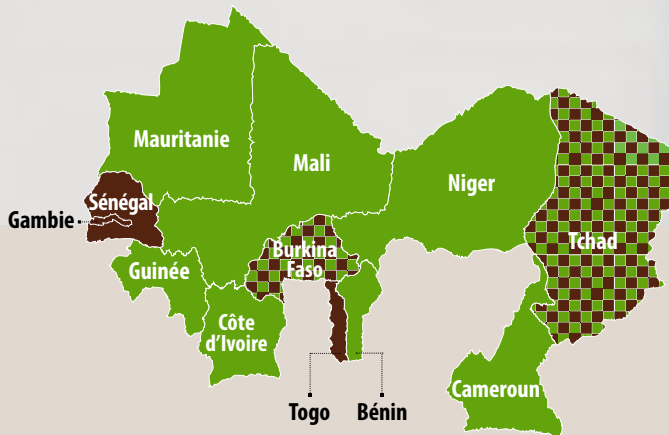 Mauritanie
Mali
Niger
Sénégal
Gambie
Tchad
Burkina
Faso
Guinée
Côte
d'Ivoire
Cameroun
Togo
Bénin